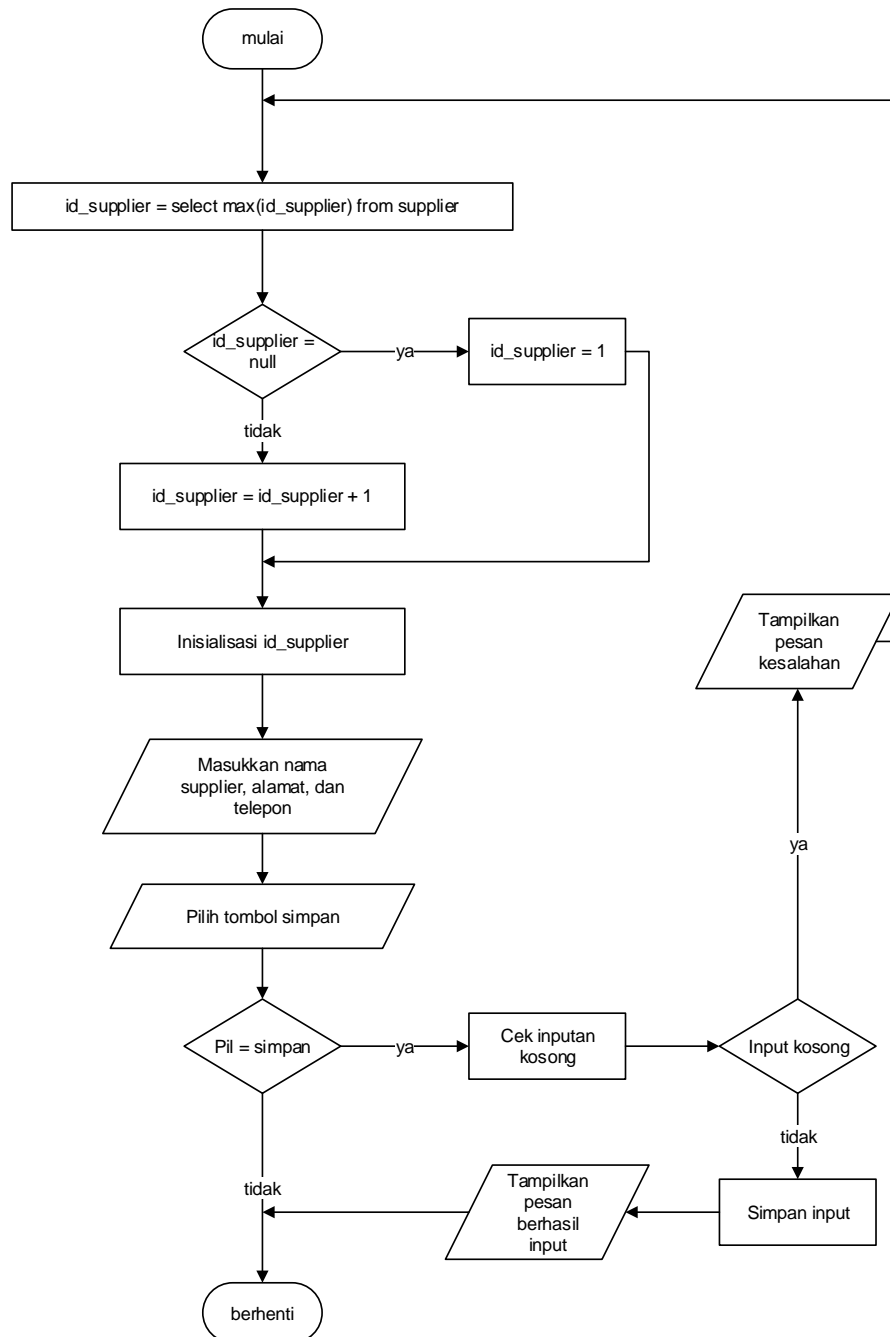 mulai
id_supplier = select max(id_supplier) from supplier
id_supplier =
null
ya
id_supplier = 1
tidak
id_supplier = id_supplier + 1
Inisialisasi id_supplier
Tampilkan
pesan
kesalahan
Masukkan nama
supplier, alamat, dan
telepon
ya
Pilih tombol simpan
Pil = simpan
ya
Cek inputan
kosong
Input kosong
tidak
tidak
Tampilkan
pesan
berhasil
input
Simpan input
berhenti